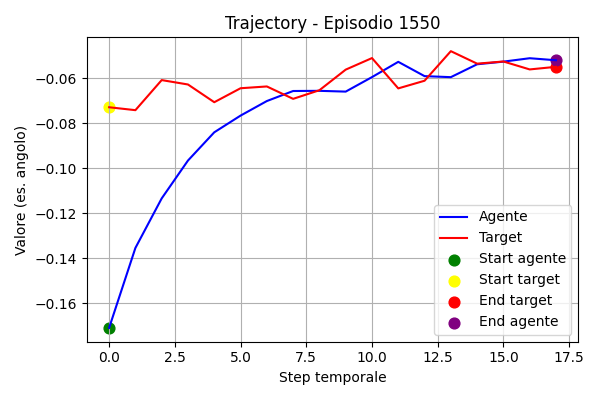 Trajectory - Episodio 1550
Valore (es. angolo)
−0.06
−0.08
−0.10
−0.12
−0.14
−0.16
Agente
Target
Start agente
Start target
End target
End agente
0.0 2.5 5.0 7.5 10.0 12.5 15.0 17.5
Step temporale